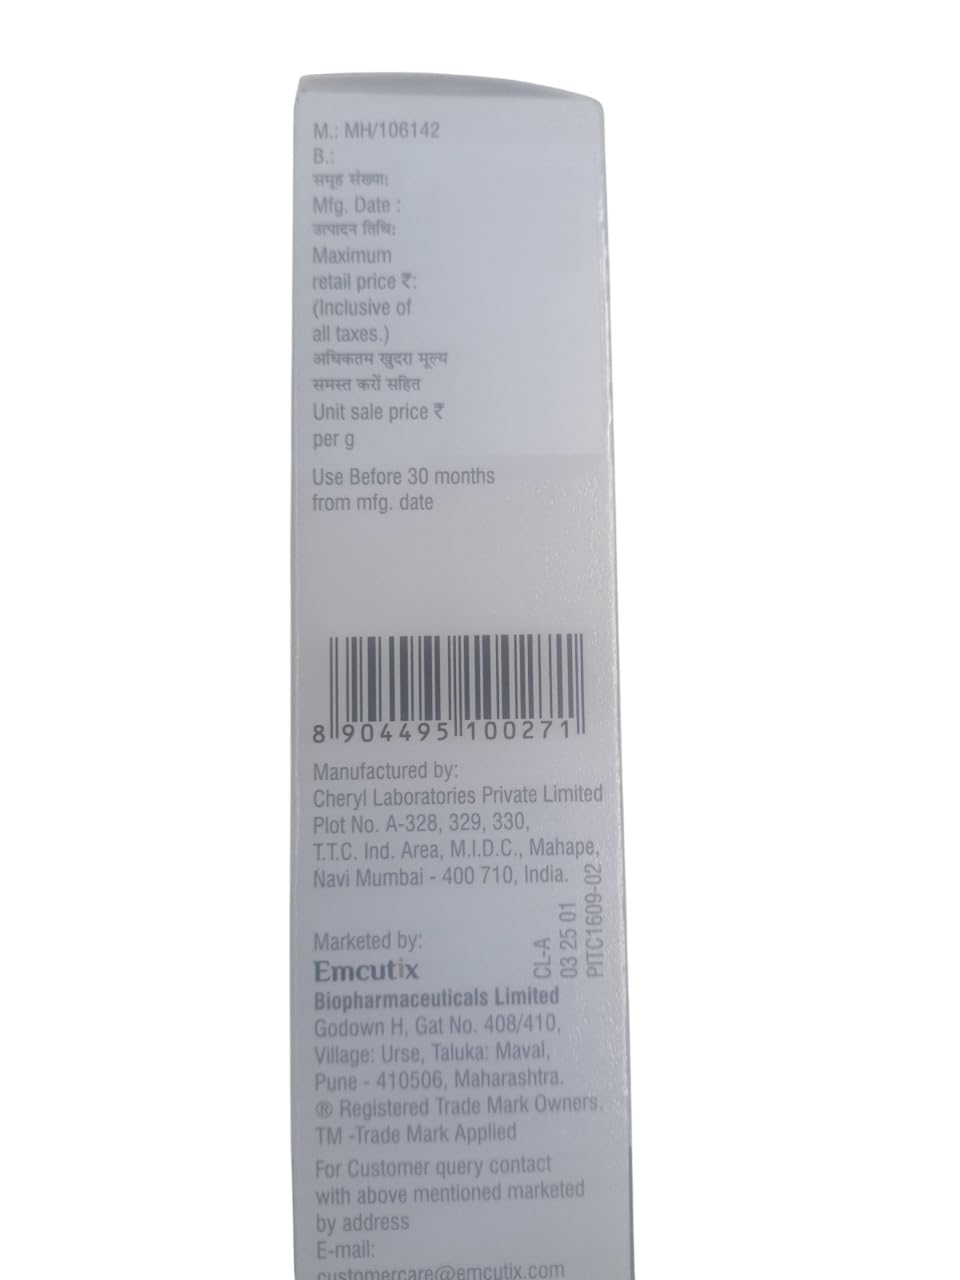 M.: MH/106142
B.:
समूह संख्या:
Mfg. Date :
उत्पादन तिथि:
Maximum
retail price ₹:
(Inclusive of
all taxes.)
अधिकतम खुदरा मूल्य
समस्त करों सहित
Unit sale price ₹
per g
Use Before 30 months
from mfg. date
8 904495 100271
Manufactured by:
Cheryl Laboratories Private Limited
Plot No. A-328, 329, 330,
T.T.C. Ind. Area, M.I.D.C., Mahape,
Navi Mumbai - 400 710, India.
CL-A
03 25 01
PITC1609-02
Marketed by:
Emcutix
Biopharmaceuticals Limited
Godown H, Gat No. 408/410,
Village: Urse, Taluka: Maval,
Pune - 410506, Maharashtra.
® Registered Trade Mark Owners.
TM -Trade Mark Applied
For Customer query contact
with above mentioned marketed
by address
E-mail:
customercare@emcutix.com